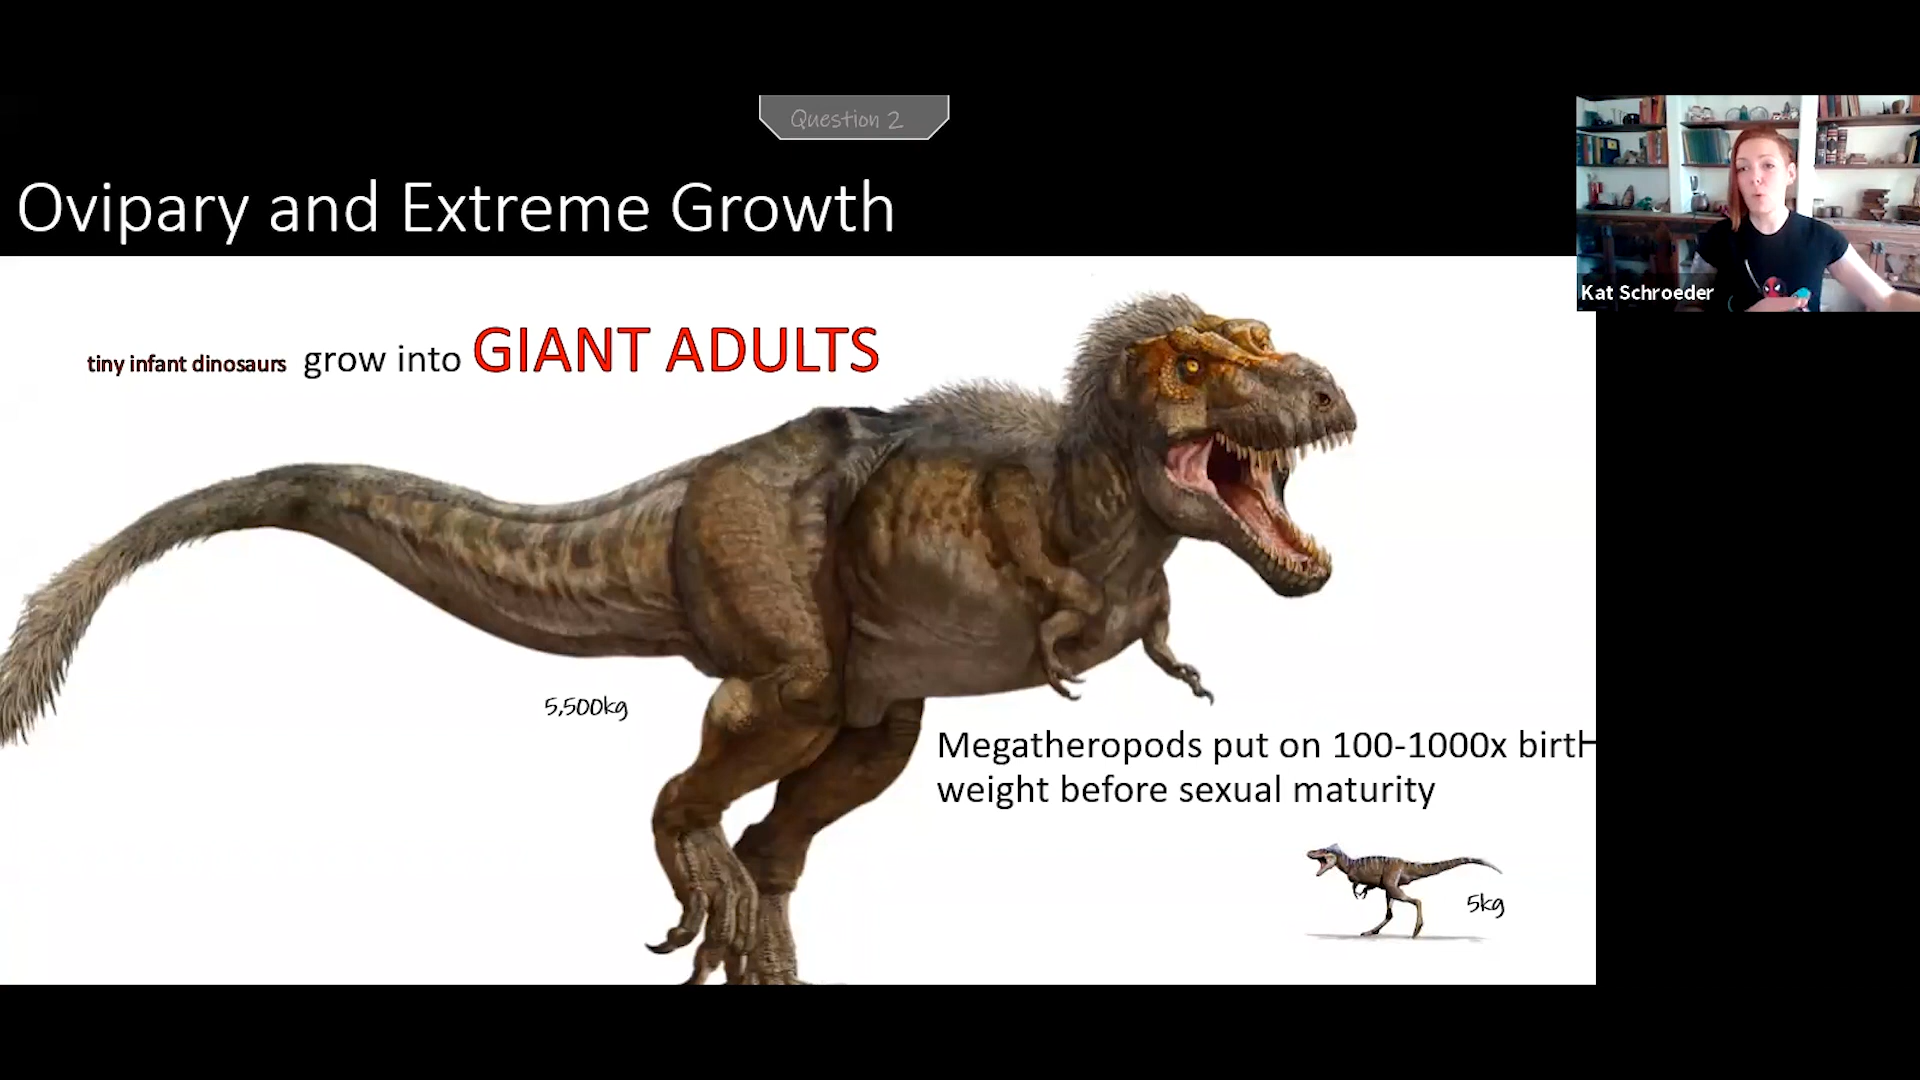 Question 2
Ovipary and Extreme Growth
Kat Schroeder
tiny infant dinosaurs grow into GIANT ADULTS
5,500kg
Megatheropods put on 100-1000x birth
weight before sexual maturity
5kg